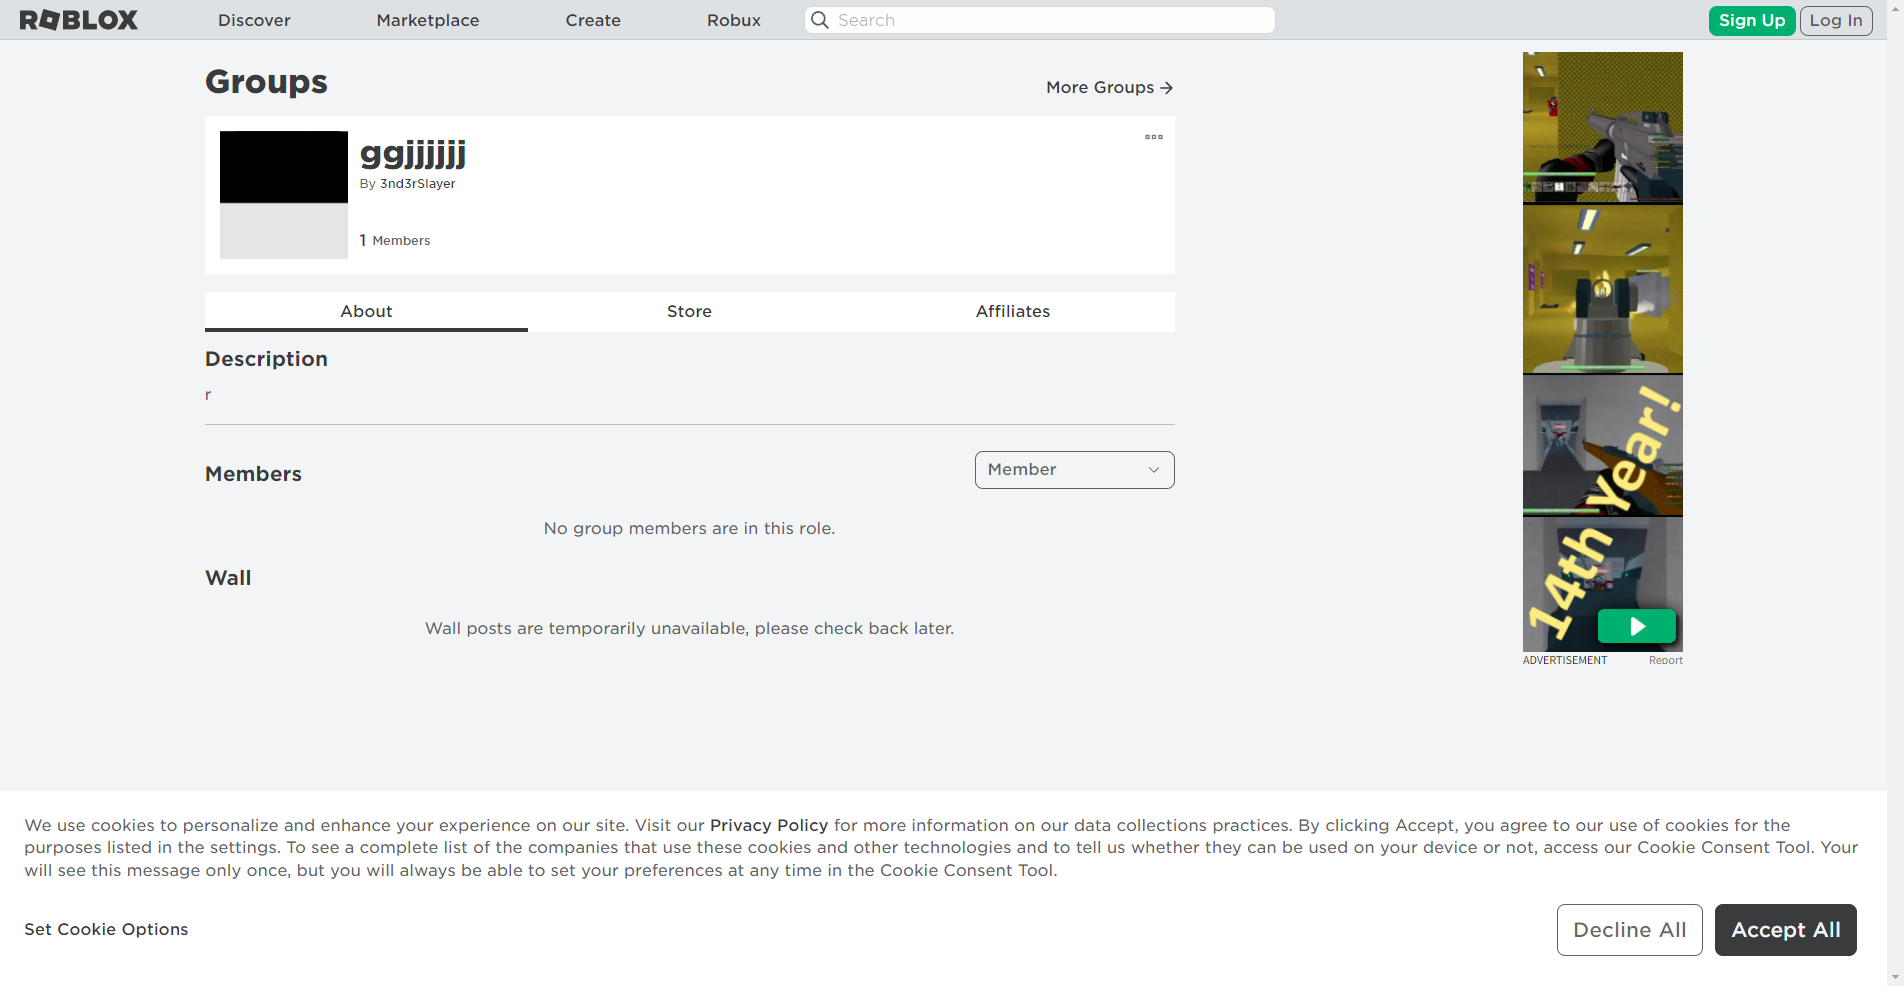 ROBLOX Discover Marketplace Create Robux Search Sign Up Log In
Groups
More Groups
ggjjjjjj
By 3nd3rSlayer
1 Members
About Store Affiliates
Description
r
Members
Member
No group members are in this role.
Wall
Wall posts are temporarily unavailable, please check back later.
14th Year!
ADVERTISEMENT Report
We use cookies to personalize and enhance your experience on our site. Visit our Privacy Policy for more information on our data collections practices. By clicking Accept, you agree to our use of cookies for the
purposes listed in the settings. To see a complete list of the companies that use these cookies and other technologies and to tell us whether they can be used on your device or not, access our Cookie Consent Tool. Your
will see this message only once, but you will always be able to set your preferences at any time in the Cookie Consent Tool.
Set Cookie Options
Decline All Accept All